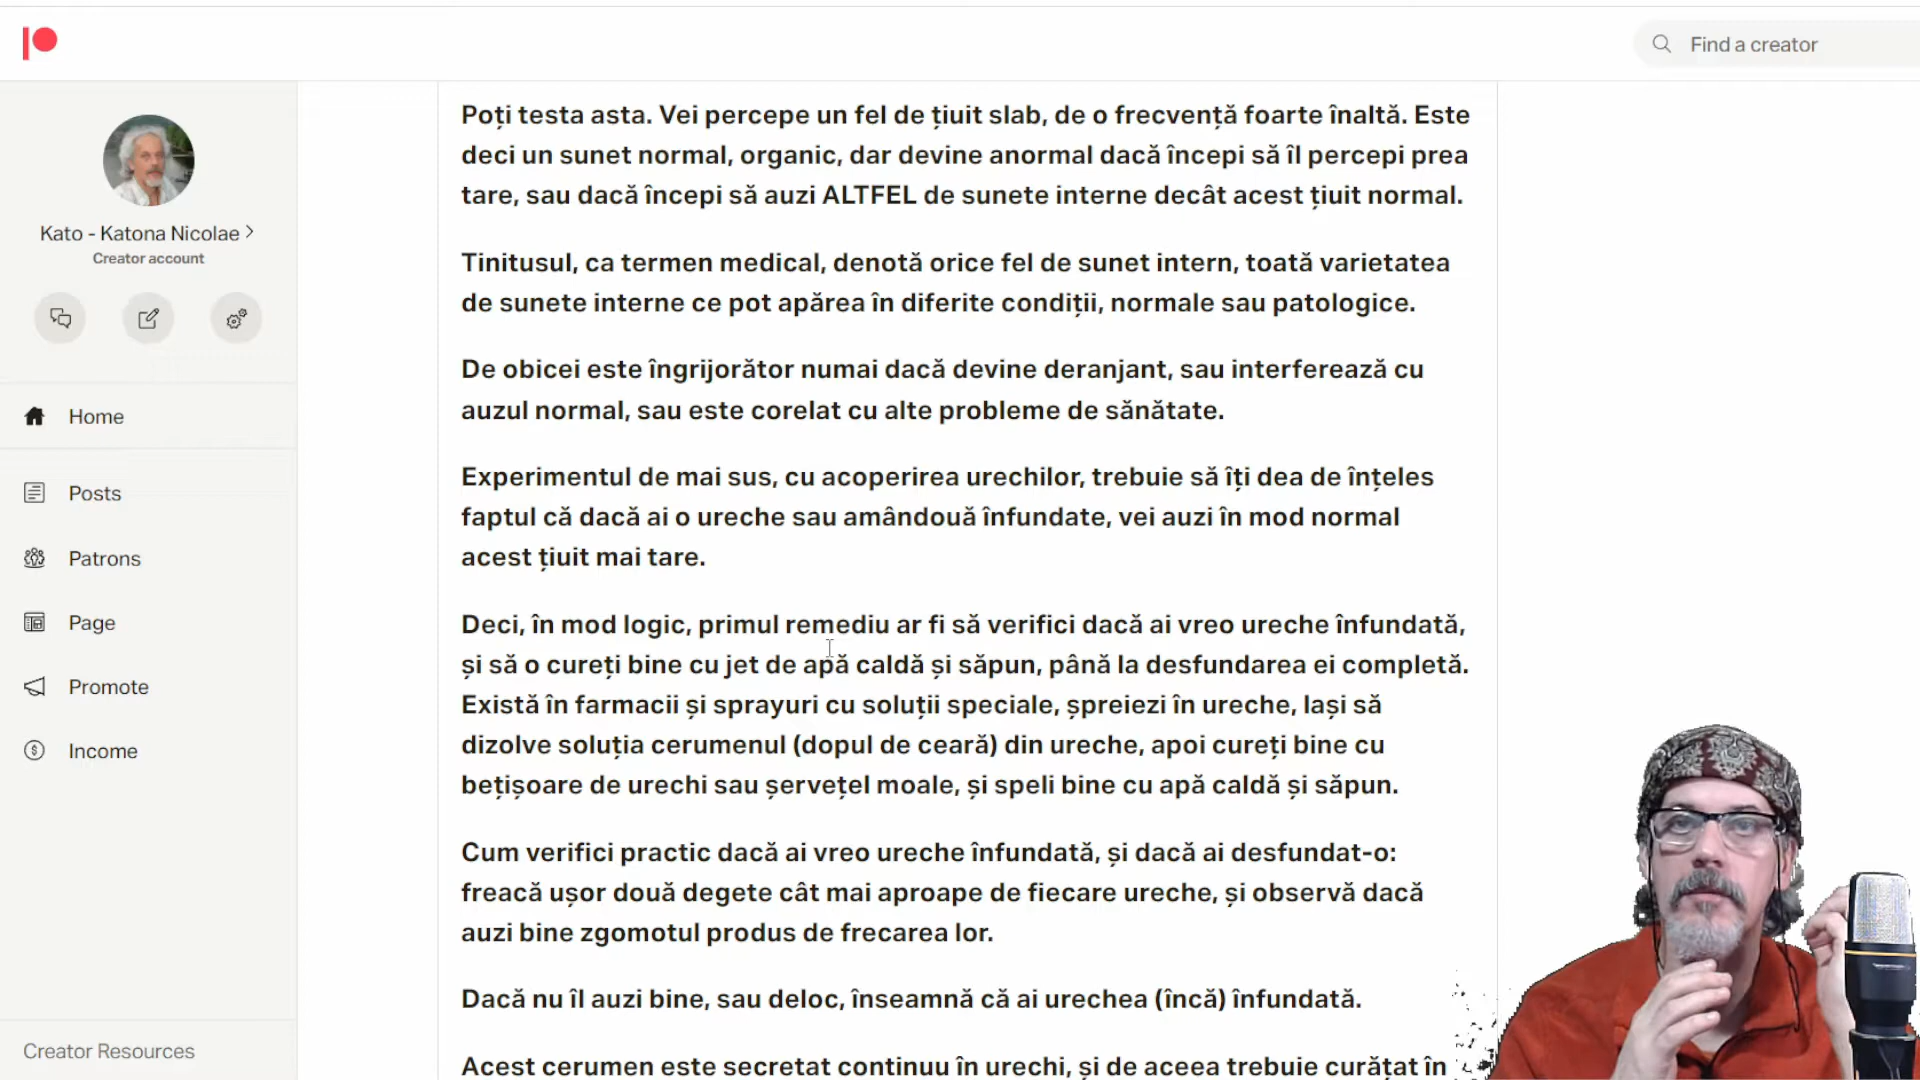 Find a creator
Kato - Katona Nicolae
Creator account
Home
Posts
Patrons
Page
Promote
Income
Creator Resources
Poți testa asta. Vei percepe un fel de țiuit slab, de o frecvență foarte înaltă. Este
deci un sunet normal, organic, dar devine anormal dacă începi să îl percepi prea
tare, sau dacă începi să auzi ALTFEL de sunete interne decât acest țiuit normal.
Tinitusul, ca termen medical, denotă orice fel de sunet intern, toată varietatea
de sunete interne ce pot apărea în diferite condiții, normale sau patologice.
De obicei este îngrijorător numai dacă devine deranjant, sau interferează cu
auzul normal, sau este corelat cu alte probleme de sănătate.
Experimentul de mai sus, cu acoperirea urechilor, trebuie să îți dea de înțeles
faptul că dacă ai o ureche sau amândouă înfundate, vei auzi în mod normal
acest țiuit mai tare.
Deci, în mod logic, primul remediu ar fi să verifici dacă ai vreo ureche înfundată,
și să o cureți bine cu jet de apă caldă și săpun, până la desfundarea ei completă.
Există în farmacii și sprayuri cu soluții speciale, șpreiezi în ureche, lași să
dizolve soluția cerumenul (dopul de ceară) din ureche, apoi cureți bine cu
bețișoare de urechi sau șervețel moale, și speli bine cu apă caldă și săpun.
Cum verifici practic dacă ai vreo ureche înfundată, și dacă ai desfundat-o:
freacă ușor două degete cât mai aproape de fiecare ureche, și observă dacă
auzi bine zgomotul produs de frecarea lor.
Dacă nu îl auzi bine, sau deloc, înseamnă că ai urechea (încă) înfundată.
Acest cerumen este secretat continuu în urechi, și de aceea trebuie curățat în